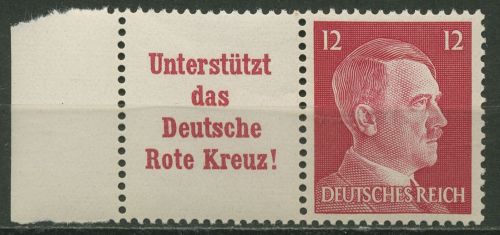 Unterstützt
das
Deutsche
Rote Kreuz!
12 12
DEUTSCHES REICH